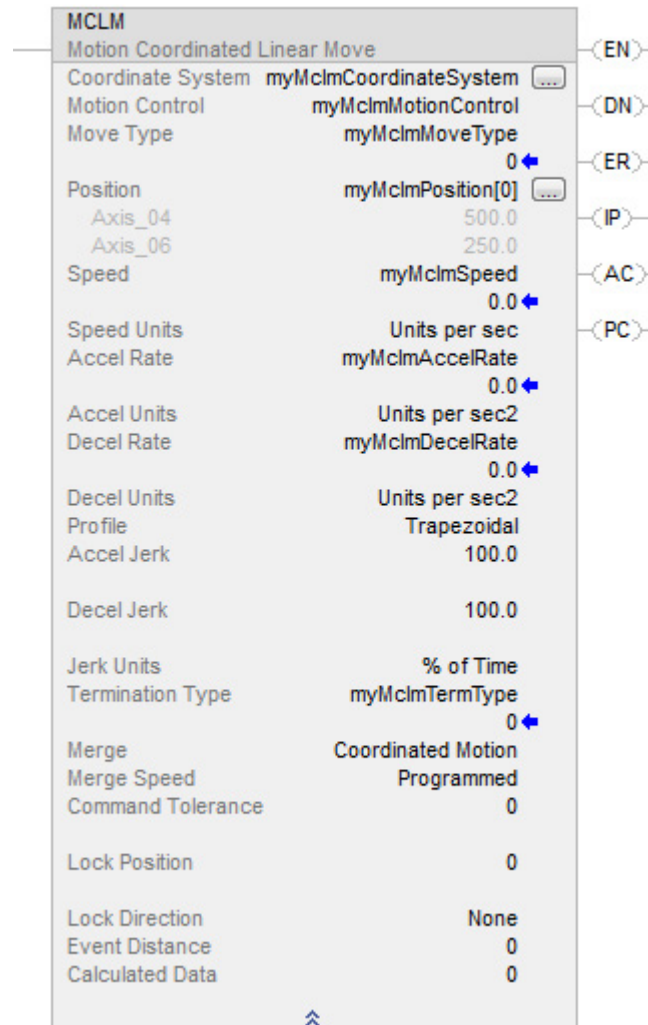 MCLM
Motion Coordinated Linear Move
(EN)
Coordinate System myMclmCoordinateSystem ...
Motion Control myMclmMotionControl
(DN)
Move Type myMclmMoveType
0
(ER)
Position myMclmPosition[0] ...
Axis_04 500.0
(IP)
Axis_06 250.0
Speed myMclmSpeed
(AC)
0.0
Speed Units Units per sec
(PC)
Accel Rate myMclmAccelRate
0.0
Accel Units Units per sec2
Decel Rate myMclmDecelRate
0.0
Decel Units Units per sec2
Profile Trapezoidal
Accel Jerk 100.0
Decel Jerk 100.0
Jerk Units % of Time
Termination Type myMclmTermType
0
Merge Coordinated Motion
Merge Speed Programmed
Command Tolerance 0
Lock Position 0
Lock Direction None
Event Distance 0
Calculated Data 0